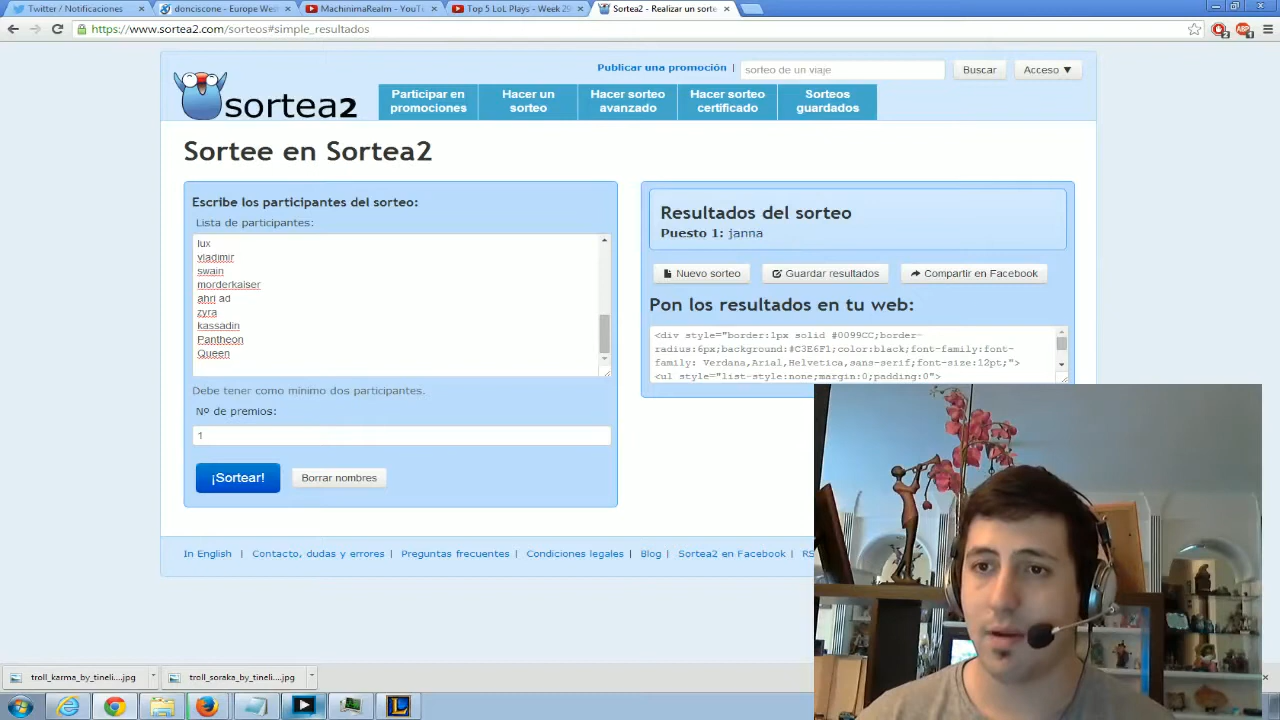 Twitter / Notificaciones
donciscone - Europe Wes
MachinimaRealm - YouTu
Top 5 LoL Plays - Week 29
Sortea2 - Realizar un sorte
https://www.sortea2.com/sorteos#simple_resultados
Publicar una promoción |
sorteo de un viaje
Buscar
Acceso ▼
sortea2
Participar en promociones
Hacer un sorteo
Hacer sorteo avanzado
Hacer sorteo certificado
Sorteos guardados
Sortee en Sortea2
Escribe los participantes del sorteo:
Lista de participantes:
lux
vladimir
swain
morderkaiser
ahri ad
zyra
kassadin
Pantheon
Queen
Debe tener como mínimo dos participantes.
Nº de premios:
1
¡Sortear!
Borrar nombres
Resultados del sorteo
Puesto 1: janna
Nuevo sorteo
Guardar resultados
Compartir en Facebook
Pon los resultados en tu web:
<div style="border:1px solid #0099CC;border-
radius:6px;background:#C3E6F1;color:black;font-family:font-
family: Verdana,Arial,Helvetica,sans-serif;font-size:12pt;">
<ul style="list-style:none;margin:0;padding:0">
In English | Contacto, dudas y errores | Preguntas frecuentes | Condiciones legales | Blog | Sortea2 en Facebook | RS
troll_karma_by_tineli....jpg
troll_soraka_by_tineli....jpg